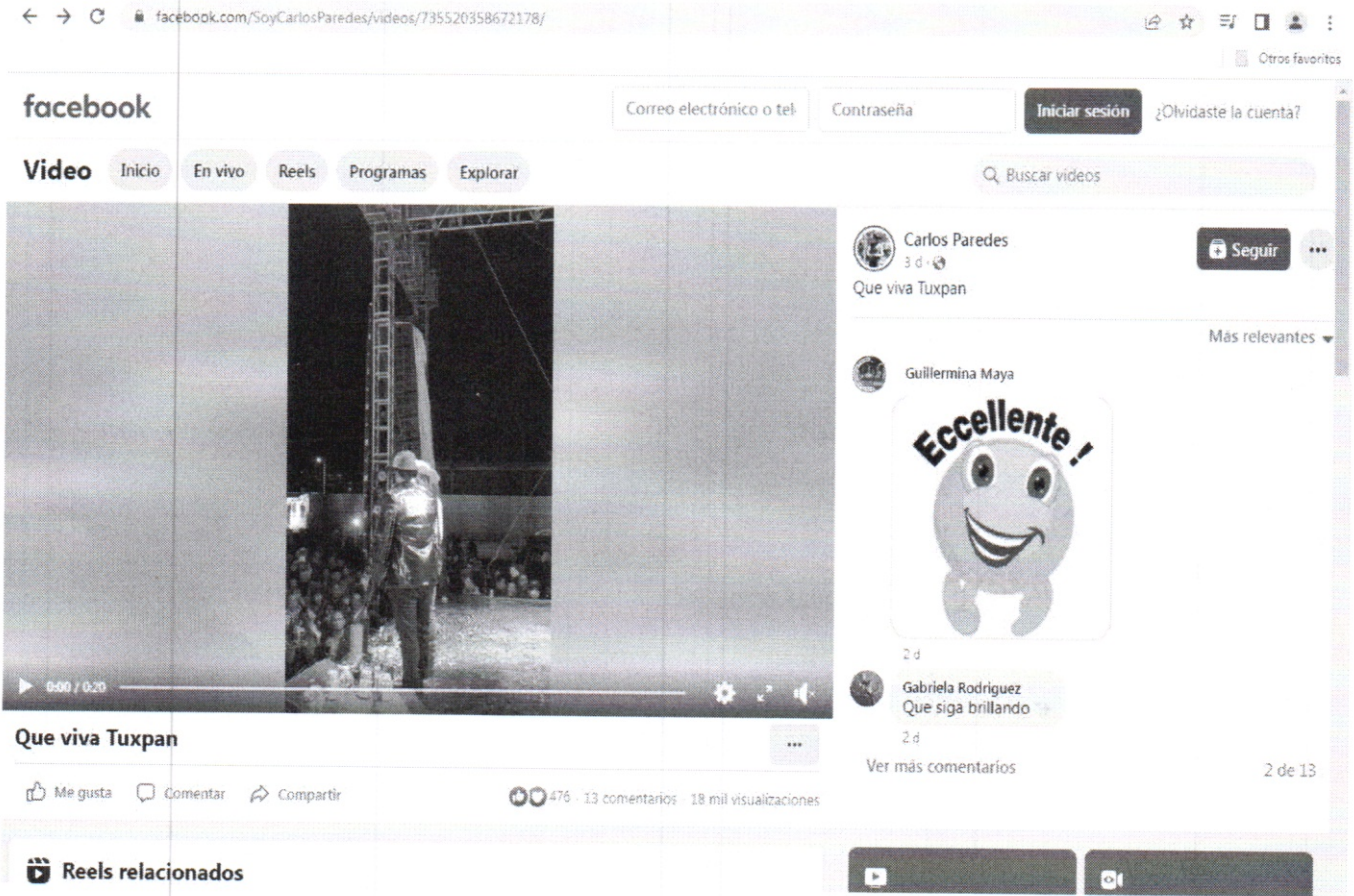 facebook.com/SoyCarlosParedes/videos/735520358672178/
Otros favoritos
facebook
Correo electrónico o tel
Contraseña
Iniciar sesión
¿Olvidaste la cuenta?
Video
Inicio
En vivo
Reels
Programas
Explorar
Buscar videos
Carlos Paredes
3 d
Seguir
Que viva Tuxpan
Más relevantes
Guillermina Maya
Eccellente !
2 d
Gabriela Rodriguez
Que siga brillando
2 d
Ver más comentarios
2 de 13
0:00 / 0:20
Que viva Tuxpan
Me gusta
Comentar
Compartir
476 · 13 comentarios · 18 mil visualizaciones
Reels relacionados